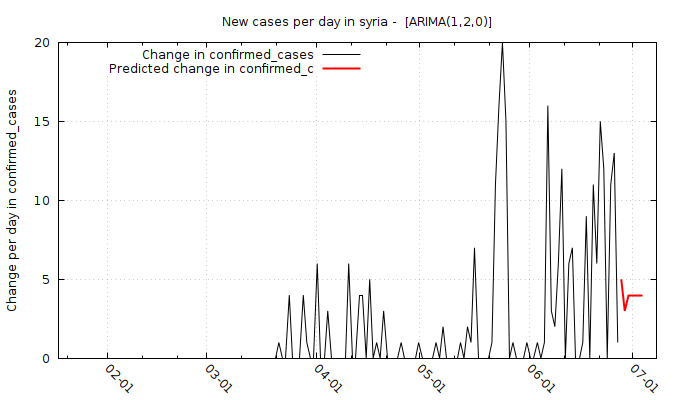 New cases per day in syria -  [ARIMA(1,2,0)]
Change in confirmed_cases
Predicted change in confirmed_c
Change per day in confirmed_cases
20
15
10
5
0
02-01
03-01
04-01
05-01
06-01
07-01